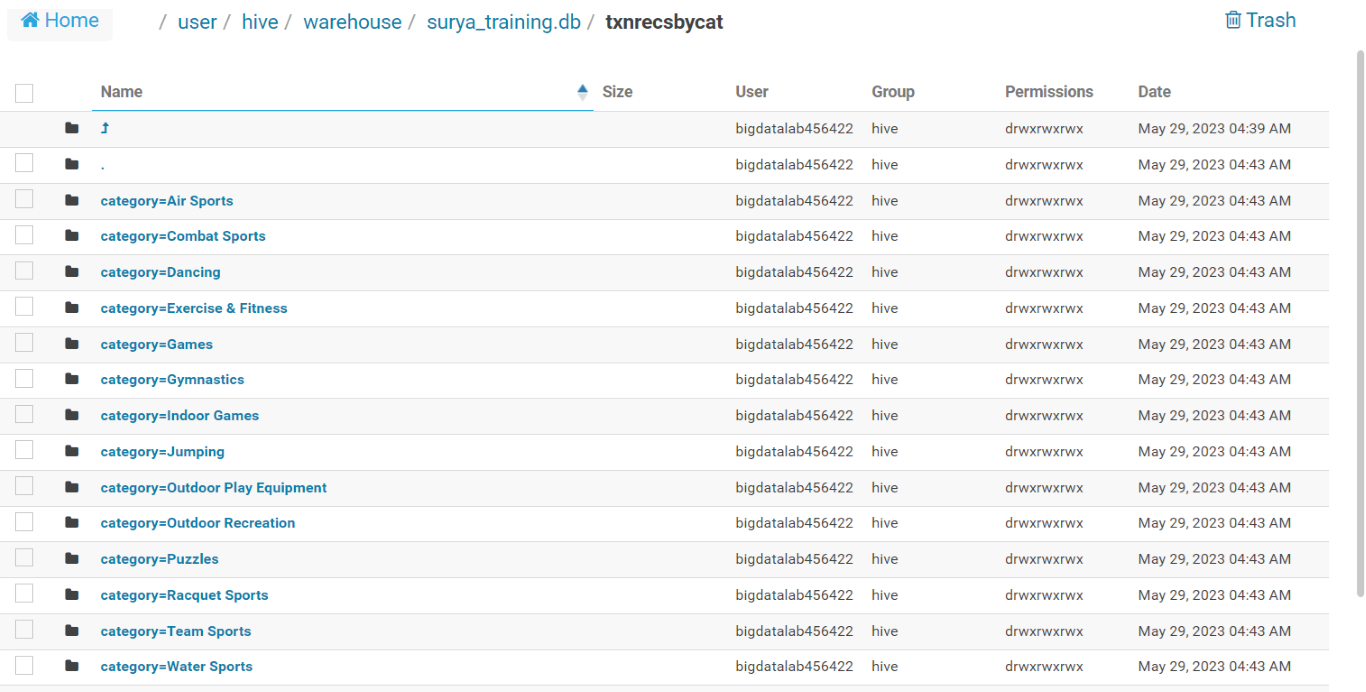 Home / user / hive / warehouse / surya_training.db / txnrecsbycat Trash
Name Size User Group Permissions Date
bigdatalab456422 hive drwxrwxrwx May 29, 2023 04:39 AM
. bigdatalab456422 hive drwxrwxrwx May 29, 2023 04:43 AM
category=Air Sports bigdatalab456422 hive drwxrwxrwx May 29, 2023 04:43 AM
category=Combat Sports bigdatalab456422 hive drwxrwxrwx May 29, 2023 04:43 AM
category=Dancing bigdatalab456422 hive drwxrwxrwx May 29, 2023 04:43 AM
category=Exercise & Fitness bigdatalab456422 hive drwxrwxrwx May 29, 2023 04:43 AM
category=Games bigdatalab456422 hive drwxrwxrwx May 29, 2023 04:43 AM
category=Gymnastics bigdatalab456422 hive drwxrwxrwx May 29, 2023 04:43 AM
category=Indoor Games bigdatalab456422 hive drwxrwxrwx May 29, 2023 04:43 AM
category=Jumping bigdatalab456422 hive drwxrwxrwx May 29, 2023 04:43 AM
category=Outdoor Play Equipment bigdatalab456422 hive drwxrwxrwx May 29, 2023 04:43 AM
category=Outdoor Recreation bigdatalab456422 hive drwxrwxrwx May 29, 2023 04:43 AM
category=Puzzles bigdatalab456422 hive drwxrwxrwx May 29, 2023 04:43 AM
category=Racquet Sports bigdatalab456422 hive drwxrwxrwx May 29, 2023 04:43 AM
category=Team Sports bigdatalab456422 hive drwxrwxrwx May 29, 2023 04:43 AM
category=Water Sports bigdatalab456422 hive drwxrwxrwx May 29, 2023 04:43 AM